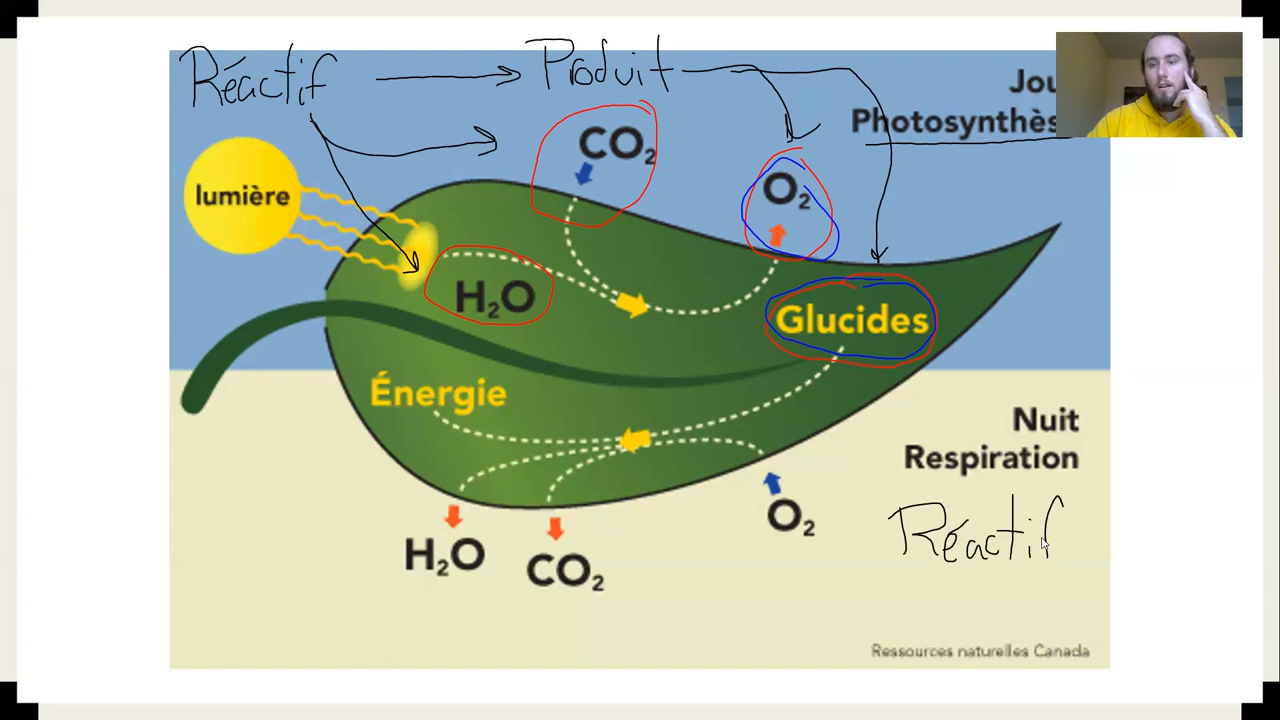 Réactif
Produit
Jou
Photosynthès
CO₂
lumière
O₂
H₂O
Glucides
Énergie
Nuit
Respiration
Réactif
O₂
H₂O
CO₂
Ressources naturelles Canada